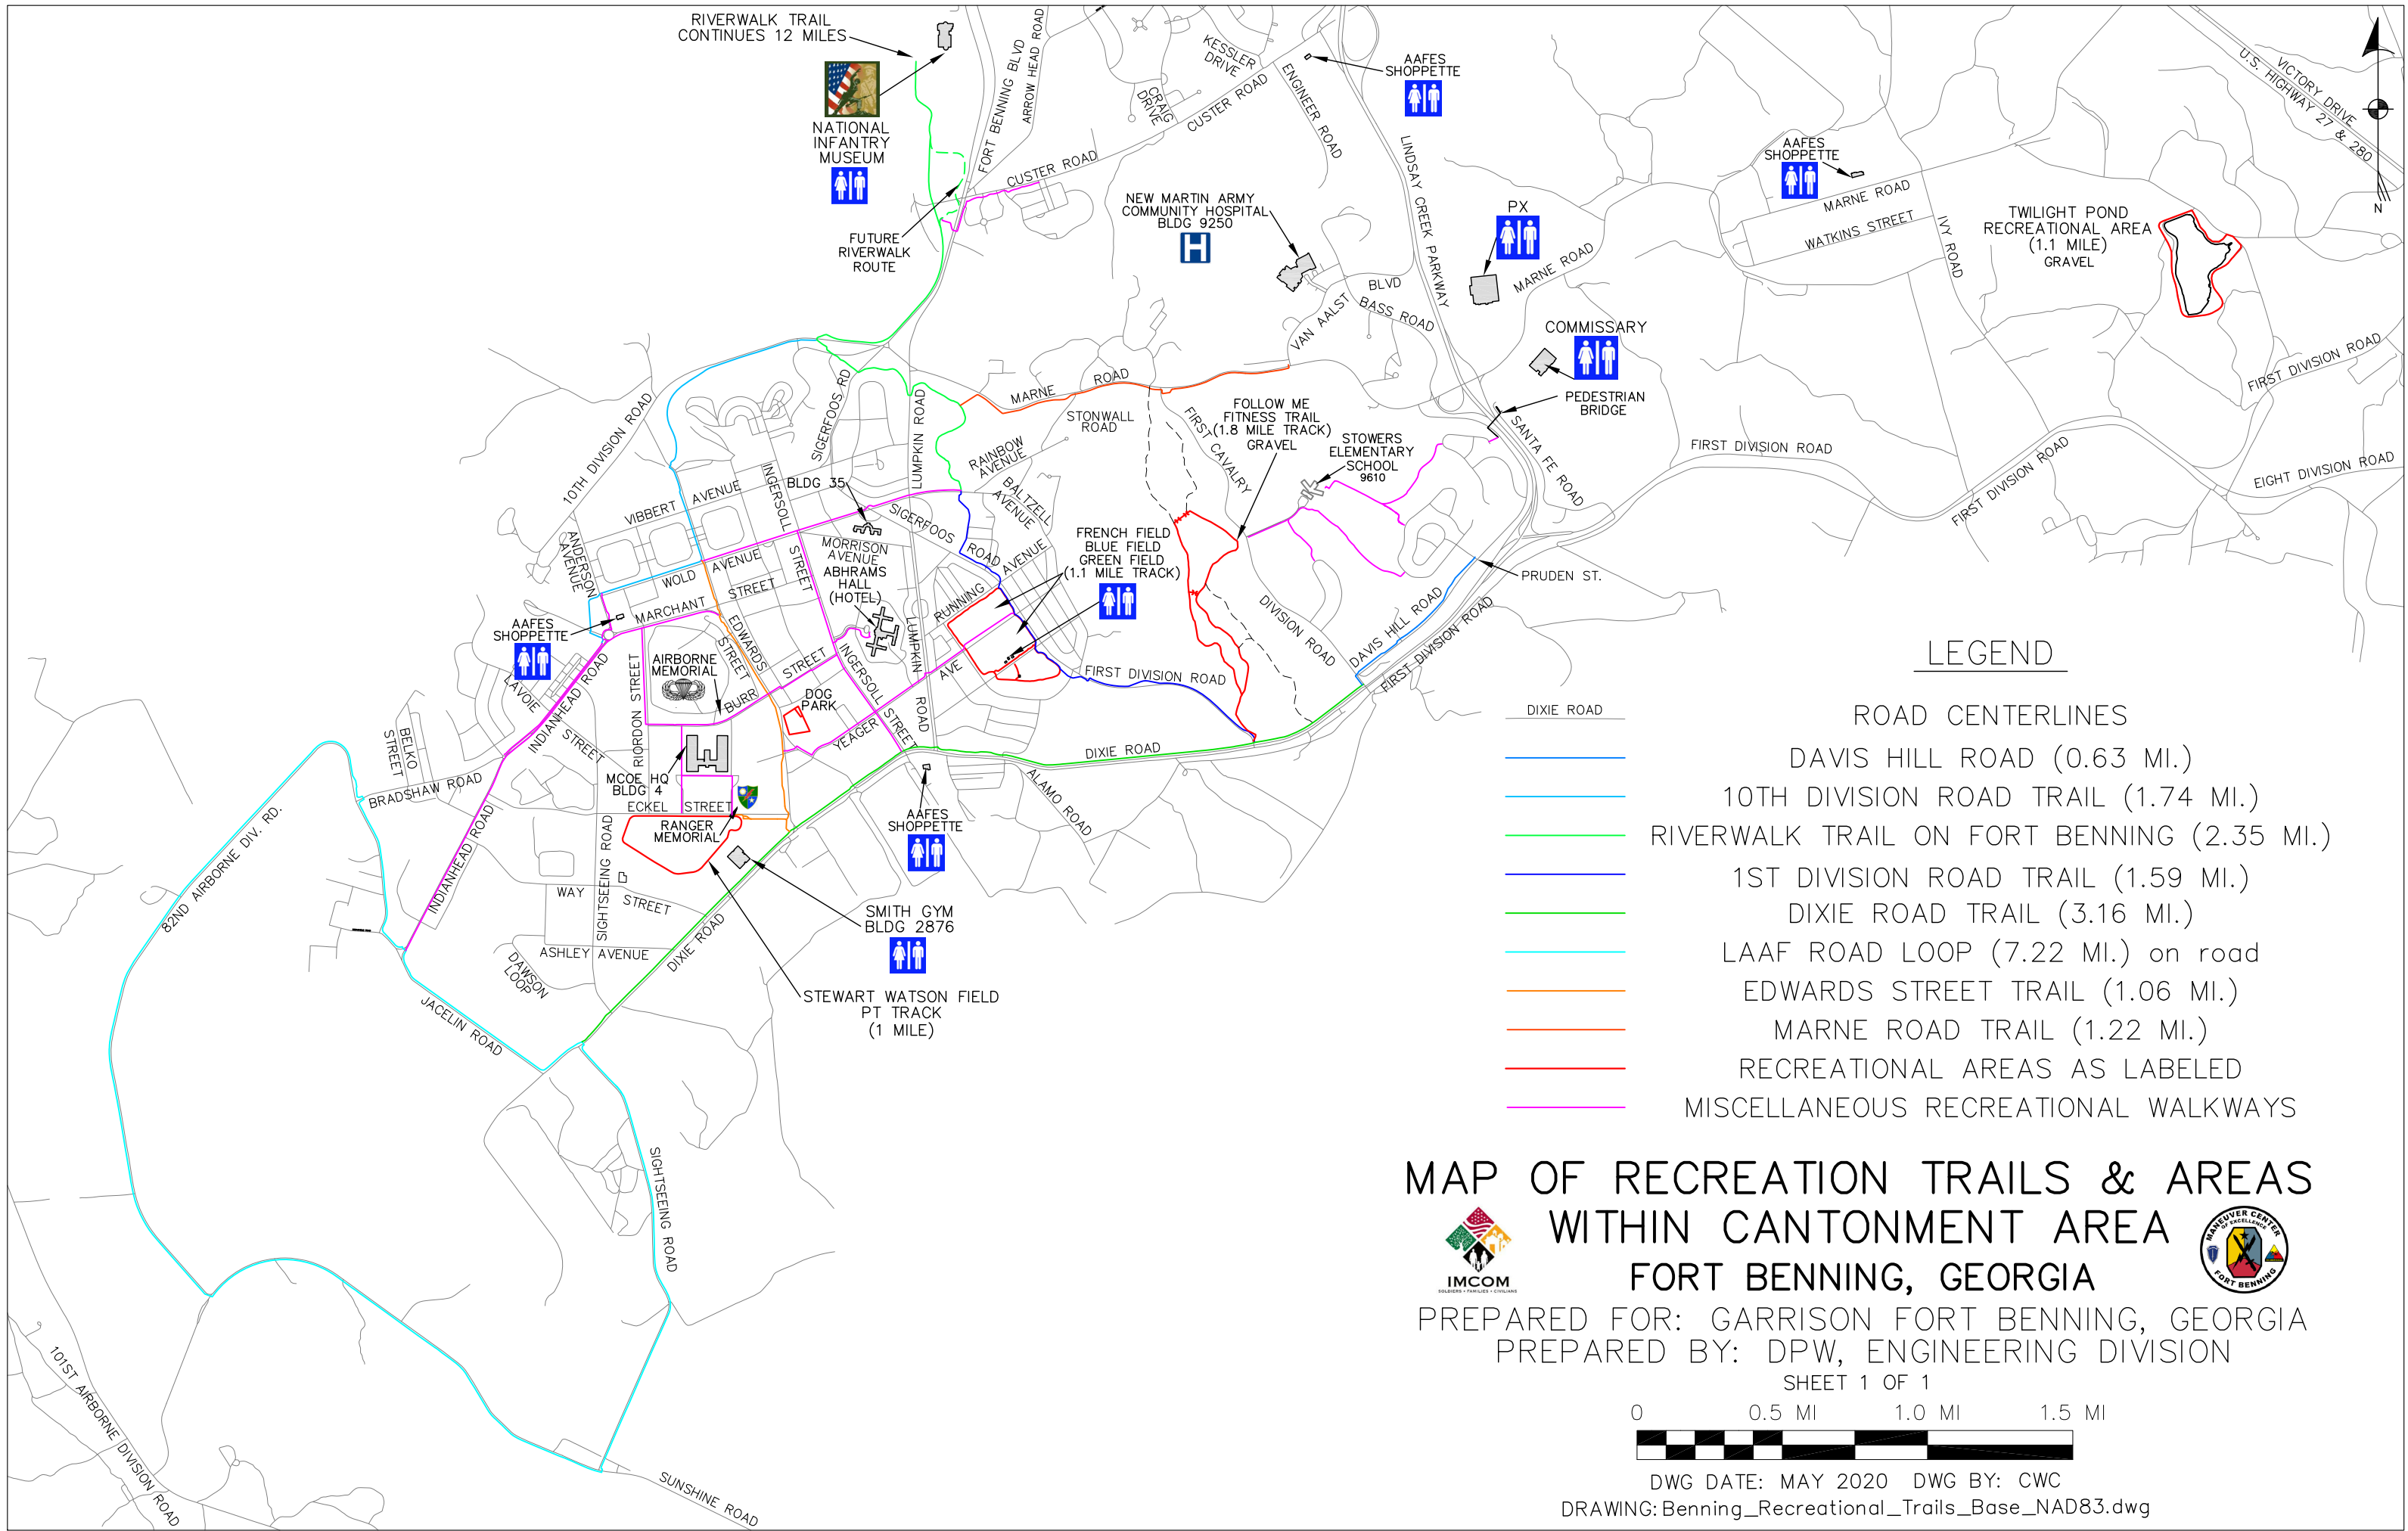 RIVERWALK TRAIL
CONTINUES 12 MILES
NATIONAL
INFANTRY
MUSEUM
FORT BENNING BLVD
ARROW HEAD ROAD
KESSLER
DRIVE
CRAIG
DRIVE
CUSTER ROAD
CUSTER ROAD
ENGINEER ROAD
AAFES
SHOPPETTE
LINDSAY CREEK PARKWAY
VICTORY DRIVE
U.S. HIGHWAY 27 & 280
N
AAFES
SHOPPETTE
MARNE ROAD
WATKINS STREET
IVY ROAD
TWILIGHT POND
RECREATIONAL AREA
(1.1 MILE)
GRAVEL
FUTURE
RIVERWALK
ROUTE
NEW MARTIN ARMY
COMMUNITY HOSPITAL
BLDG 9250
H
PX
MARNE ROAD
VAN AALST
BLVD
BASS ROAD
COMMISSARY
PEDESTRIAN
BRIDGE
SANTA FE ROAD
FIRST DIVISION ROAD
FIRST DIVISION ROAD
FIRST DIVISION ROAD
EIGHT DIVISION ROAD
10TH DIVISION ROAD
SIGERFOOS RD
LUMPKIN ROAD
MARNE
ROAD
STONWALL
ROAD
RAINBOW
AVENUE
BALTZELL
AVENUE
FIRST CAVALRY
FOLLOW ME
FITNESS TRAIL
(1.8 MILE TRACK)
GRAVEL
STOWERS
ELEMENTARY
SCHOOL
9610
VIBBERT
AVENUE
INGERSOLL
STREET
BLDG 35
SIGERFOOS
ROAD
MORRISON
AVENUE
ABHRAMS
HALL
(HOTEL)
ANDERSON
AVENUE
WOLD
AVENUE
MARCHANT
STREET
FRENCH FIELD
BLUE FIELD
GREEN FIELD
(1.1 MILE TRACK)
RUNNING
AVENUE
DIVISION ROAD
DAVIS HILL ROAD
PRUDEN ST.
FIRST DIVISION ROAD
AAFES
SHOPPETTE
INDIANHEAD ROAD
LAVOIE
STREET
RIORDON STREET
AIRBORNE
MEMORIAL
EDWARDS
STREET
BURR
STREET
DOG
PARK
INGERSOLL STREET
LUMPKIN
ROAD
YEAGER
AVE
FIRST DIVISION ROAD
DIXIE ROAD
ALAMO ROAD
BELKO
STREET
BRADSHAW ROAD
MCOE HQ
BLDG 4
ECKEL
STREET
RANGER
MEMORIAL
AAFES
SHOPPETTE
82ND AIRBORNE DIV. RD.
INDIANHEAD ROAD
SIGHTSEEING ROAD
WAY
STREET
SMITH GYM
BLDG 2876
ASHLEY AVENUE
DAWSON
LOOP
DIXIE ROAD
STEWART WATSON FIELD
PT TRACK
(1 MILE)
JACELIN ROAD
SIGHTSEEING ROAD
101ST AIRBORNE DIVISION ROAD
SUNSHINE ROAD
LEGEND
DIXIE ROAD
ROAD CENTERLINES
DAVIS HILL ROAD (0.63 MI.)
10TH DIVISION ROAD TRAIL (1.74 MI.)
RIVERWALK TRAIL ON FORT BENNING (2.35 MI.)
1ST DIVISION ROAD TRAIL (1.59 MI.)
DIXIE ROAD TRAIL (3.16 MI.)
LAAF ROAD LOOP (7.22 MI.) on road
EDWARDS STREET TRAIL (1.06 MI.)
MARNE ROAD TRAIL (1.22 MI.)
RECREATIONAL AREAS AS LABELED
MISCELLANEOUS RECREATIONAL WALKWAYS
MAP OF RECREATION TRAILS & AREAS
WITHIN CANTONMENT AREA
FORT BENNING, GEORGIA
IMCOM
SOLDIERS • FAMILIES • CIVILIANS
MANEUVER CENTER
OF EXCELLENCE
FORT BENNING
PREPARED FOR: GARRISON FORT BENNING, GEORGIA
PREPARED BY: DPW, ENGINEERING DIVISION
SHEET 1 OF 1
0 0.5 MI 1.0 MI 1.5 MI
DWG DATE: MAY 2020 DWG BY: CWC
DRAWING: Benning_Recreational_Trails_Base_NAD83.dwg